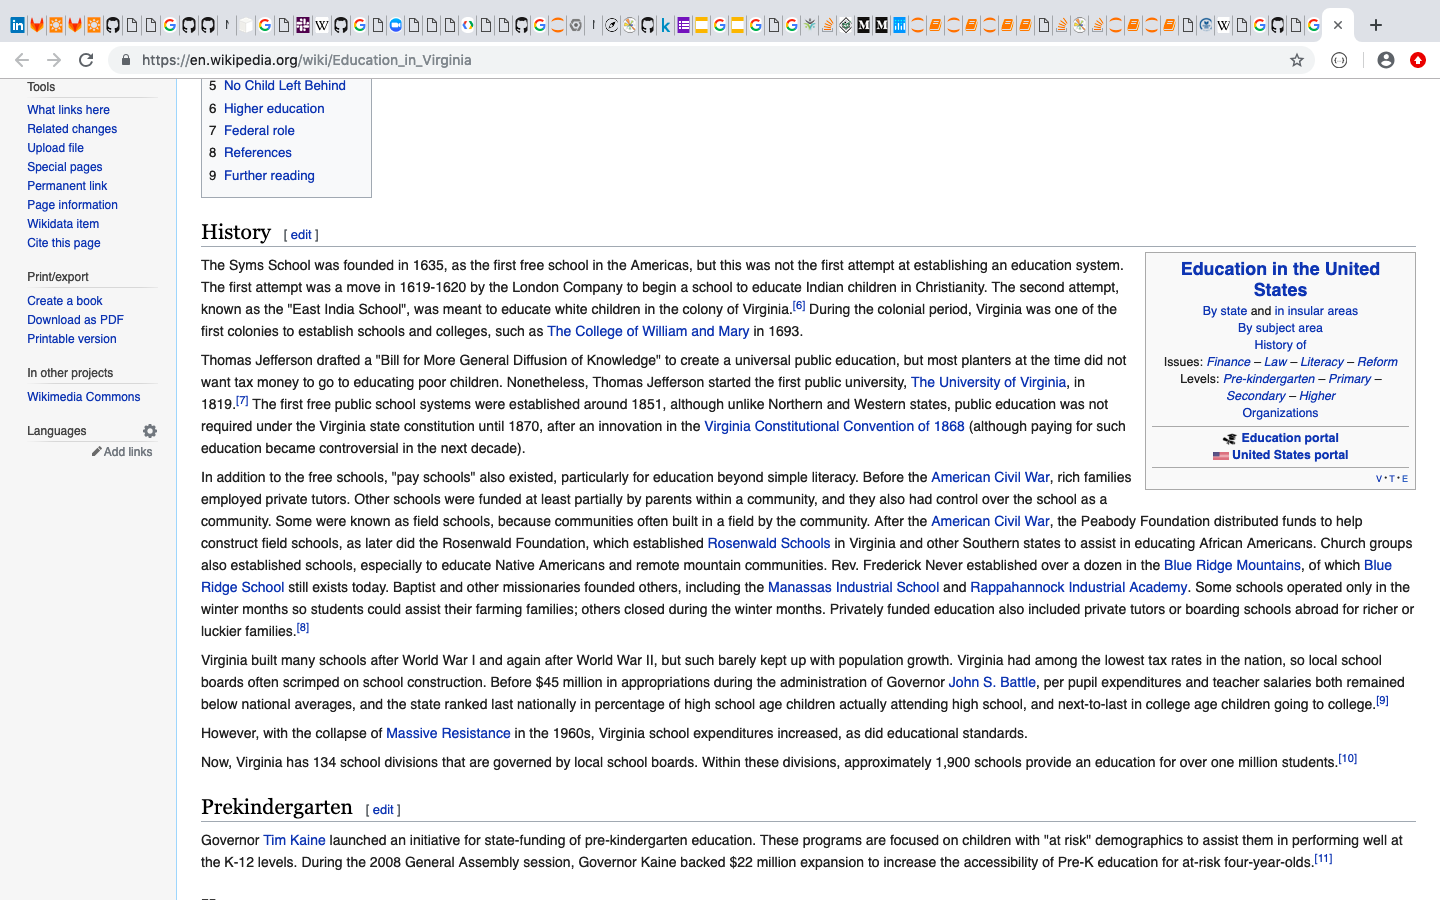 https://en.wikipedia.org/wiki/Education_in_Virginia
Tools
What links here
Related changes
Upload file
Special pages
Permanent link
Page information
Wikidata item
Cite this page
Print/export
Create a book
Download as PDF
Printable version
In other projects
Wikimedia Commons
Languages
Add links
5 No Child Left Behind
6 Higher education
7 Federal role
8 References
9 Further reading
History [ edit ]
The Syms School was founded in 1635, as the first free school in the Americas, but this was not the first attempt at establishing an education system.
The first attempt was a move in 1619-1620 by the London Company to begin a school to educate Indian children in Christianity. The second attempt,
known as the "East India School", was meant to educate white children in the colony of Virginia.[6] During the colonial period, Virginia was one of the
first colonies to establish schools and colleges, such as The College of William and Mary in 1693.
Thomas Jefferson drafted a "Bill for More General Diffusion of Knowledge" to create a universal public education, but most planters at the time did not
want tax money to go to educating poor children. Nonetheless, Thomas Jefferson started the first public university, The University of Virginia, in
1819.[7] The first free public school systems were established around 1851, although unlike Northern and Western states, public education was not
required under the Virginia state constitution until 1870, after an innovation in the Virginia Constitutional Convention of 1868 (although paying for such
education became controversial in the next decade).
In addition to the free schools, "pay schools" also existed, particularly for education beyond simple literacy. Before the American Civil War, rich families
employed private tutors. Other schools were funded at least partially by parents within a community, and they also had control over the school as a
community. Some were known as field schools, because communities often built in a field by the community. After the American Civil War, the Peabody Foundation distributed funds to help
construct field schools, as later did the Rosenwald Foundation, which established Rosenwald Schools in Virginia and other Southern states to assist in educating African Americans. Church groups
also established schools, especially to educate Native Americans and remote mountain communities. Rev. Frederick Never established over a dozen in the Blue Ridge Mountains, of which Blue
Ridge School still exists today. Baptist and other missionaries founded others, including the Manassas Industrial School and Rappahannock Industrial Academy. Some schools operated only in the
winter months so students could assist their farming families; others closed during the winter months. Privately funded education also included private tutors or boarding schools abroad for richer or
luckier families.[8]
Virginia built many schools after World War I and again after World War II, but such barely kept up with population growth. Virginia had among the lowest tax rates in the nation, so local school
boards often scrimped on school construction. Before $45 million in appropriations during the administration of Governor John S. Battle, per pupil expenditures and teacher salaries both remained
below national averages, and the state ranked last nationally in percentage of high school age children actually attending high school, and next-to-last in college age children going to college.[9]
However, with the collapse of Massive Resistance in the 1960s, Virginia school expenditures increased, as did educational standards.
Now, Virginia has 134 school divisions that are governed by local school boards. Within these divisions, approximately 1,900 schools provide an education for over one million students.[10]
Education in the United
States
By state and in insular areas
By subject area
History of
Issues: Finance – Law – Literacy – Reform
Levels: Pre-kindergarten – Primary –
Secondary – Higher
Organizations
Education portal
United States portal
V · T · E
Prekindergarten [ edit ]
Governor Tim Kaine launched an initiative for state-funding of pre-kindergarten education. These programs are focused on children with "at risk" demographics to assist them in performing well at
the K-12 levels. During the 2008 General Assembly session, Governor Kaine backed $22 million expansion to increase the accessibility of Pre-K education for at-risk four-year-olds.[11]